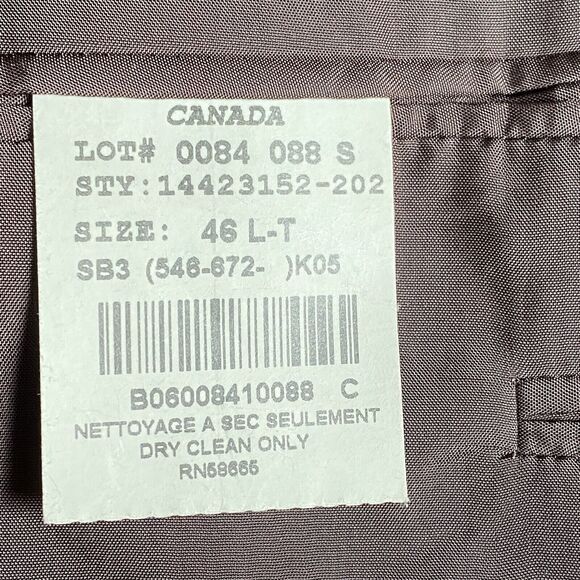 CANADA
LOT# 0084 088 S
STY:14423152-202
SIZE: 46 L-T
SB3 (546-672- )K05
B06008410088 C
NETTOYAGE A SEC SEULEMENT
DRY CLEAN ONLY
RN58665